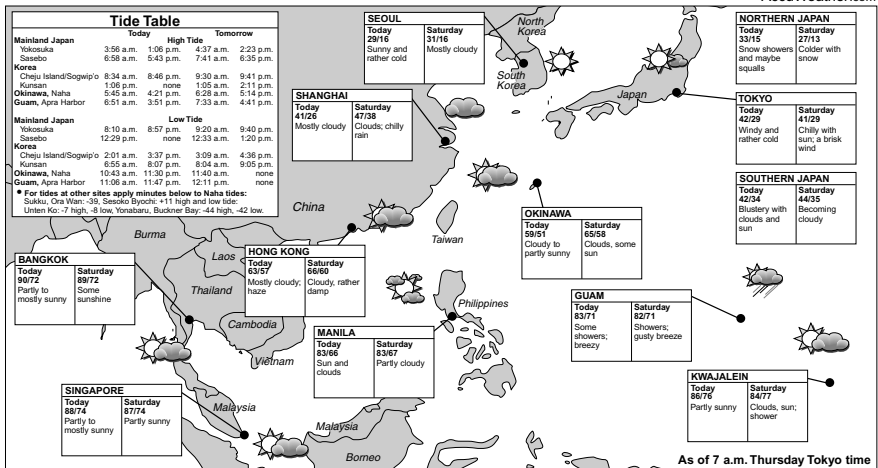 Tide Table
Today Tomorrow
Mainland Japan High Tide
Yokosuka 3:56 a.m. 1:06 p.m. 4:37 a.m. 2:23 p.m.
Sasebo 6:58 a.m. 5:43 p.m. 7:41 a.m. 6:35 p.m.
Korea
Cheju Island/Sogwip'o 8:34 a.m. 8:46 p.m. 9:30 a.m. 9:41 p.m.
Kunsan 1:06 p.m. none 1:05 a.m. 2:11 p.m.
Okinawa, Naha 5:45 a.m. 4:21 p.m. 6:28 a.m. 5:14 p.m.
Guam, Apra Harbor 6:51 a.m. 3:51 p.m. 7:33 a.m. 4:41 p.m.
Mainland Japan Low Tide
Yokosuka 8:10 a.m. 8:57 p.m. 9:20 a.m. 9:40 p.m.
Sasebo 12:29 p.m. none 12:33 a.m. 1:20 p.m.
Korea
Cheju Island/Sogwip'o 2:01 a.m. 3:37 p.m. 3:09 a.m. 4:36 p.m.
Kunsan 6:55 a.m. 8:07 p.m. 8:04 a.m. 9:05 p.m.
Okinawa, Naha 10:43 a.m. 11:30 p.m. 11:40 a.m. none
Guam, Apra Harbor 11:06 a.m. 11:47 p.m. 12:11 p.m. none
• For tides at other sites apply minutes below to Naha tides:
Sukku, Ora Wan: -39, Sesoko Byochi: +11 high and low tide:
Unten Ko: -7 high, -8 low, Yonabaru, Buckner Bay: -44 high, -42 low.
SEOUL
Today Saturday
29/16 31/16
Sunny and Mostly cloudy
rather cold
North
Korea
South
Korea
Japan
NORTHERN JAPAN
Today Saturday
33/15 27/13
Snow showers Colder with
and maybe snow
squalls
SHANGHAI
Today Saturday
41/26 47/38
Mostly cloudy Clouds; chilly
rain
TOKYO
Today Saturday
42/29 41/29
Windy and Chilly with
rather cold sun; a brisk
wind
SOUTHERN JAPAN
Today Saturday
42/34 44/35
Blustery with Becoming
clouds and cloudy
sun
China
Taiwan
OKINAWA
Today Saturday
59/51 65/58
Cloudy to Clouds, some
partly sunny sun
Burma
Laos
Thailand
Cambodia
Vietnam
BANGKOK
Today Saturday
90/72 89/72
Partly to Some
mostly sunny sunshine
HONG KONG
Today Saturday
63/57 66/60
Mostly cloudy; Cloudy, rather
haze damp
Philippines
MANILA
Today Saturday
83/66 83/67
Sun and Partly cloudy
clouds
GUAM
Today Saturday
83/71 82/71
Some Showers;
showers; gusty breeze
breezy
KWAJALEIN
Today Saturday
86/76 84/77
Partly sunny Clouds, sun;
shower
SINGAPORE
Today Saturday
88/74 87/74
Partly to Partly sunny
mostly sunny
Malaysia
Malaysia
Borneo
As of 7 a.m. Thursday Tokyo time